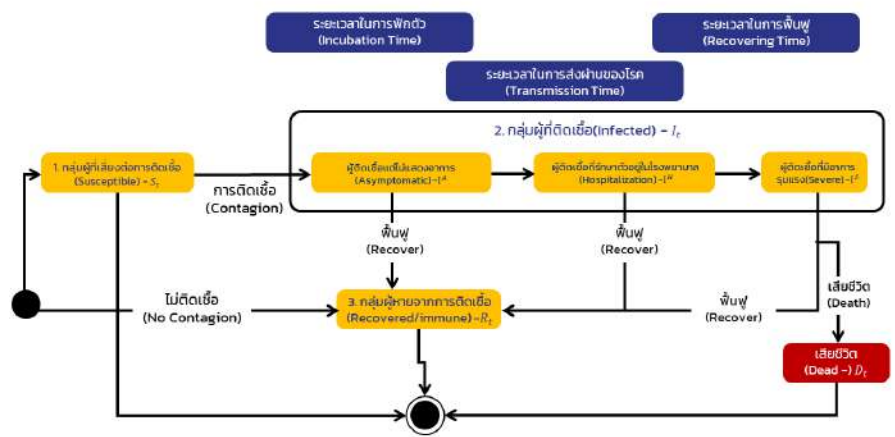 ระยะเวลาในการฟักตัว
(Incubation Time)
ระยะเวลาในการฟื้นฟู
(Recovering Time)
ระยะเวลาในการส่งผ่านของโรค
(Transmission Time)
2. กลุ่มผู้ที่ติดเชื้อ(Infected) - Iₜ
1. กลุ่มผู้ที่เสี่ยงต่อการติดเชื้อ
(Susceptible) - Sₜ
การติดเชื้อ
(Contagion)
ผู้ติดเชื้อแต่ไม่แสดงอาการ
(Asymptomatic) -Iᴬ
ผู้ติดเชื้อที่รักษาตัวอยู่ในโรงพยาบาล
(Hospitalization) -Iᴴ
ผู้ติดเชื้อที่มีอาการ
รุนแรง(Severe)-Iˢ
ฟื้นฟู
(Recover)
ฟื้นฟู
(Recover)
ไม่ติดเชื้อ
(No Contagion)
3. กลุ่มผู้หายจากการติดเชื้อ
(Recovered/immune) -Rₜ
ฟื้นฟู
(Recover)
เสียชีวิต
(Death)
เสียชีวิต
(Dead -) Dₜ